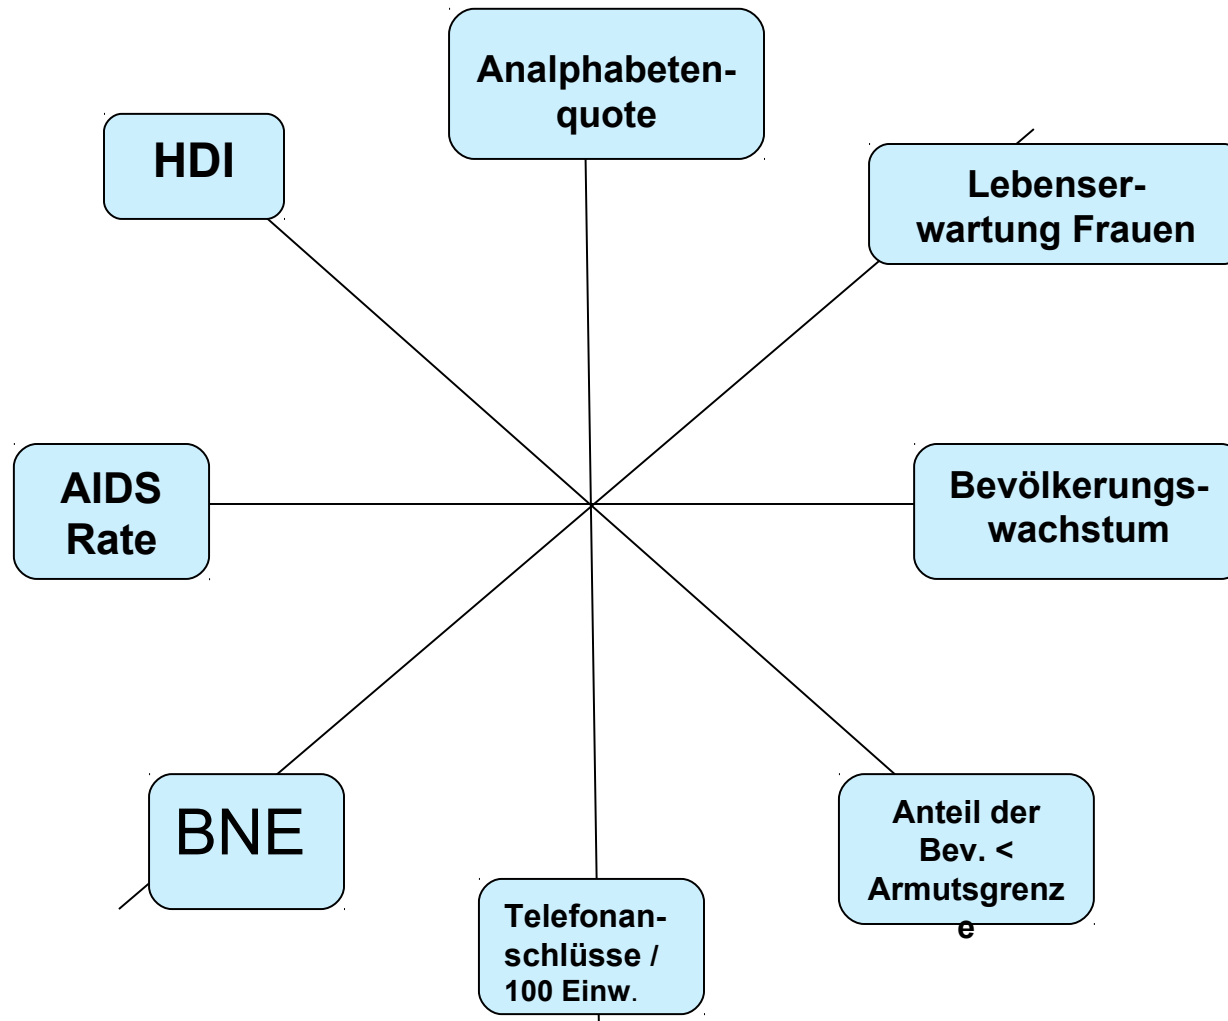 Analphabeten-
quote
HDI
Lebenser-
wartung Frauen
AIDS
Rate
Bevölkerungs-
wachstum
BNE
Anteil der
Bev. <
Armutsgrenz
e
Telefonan-
schlüsse /
100 Einw.